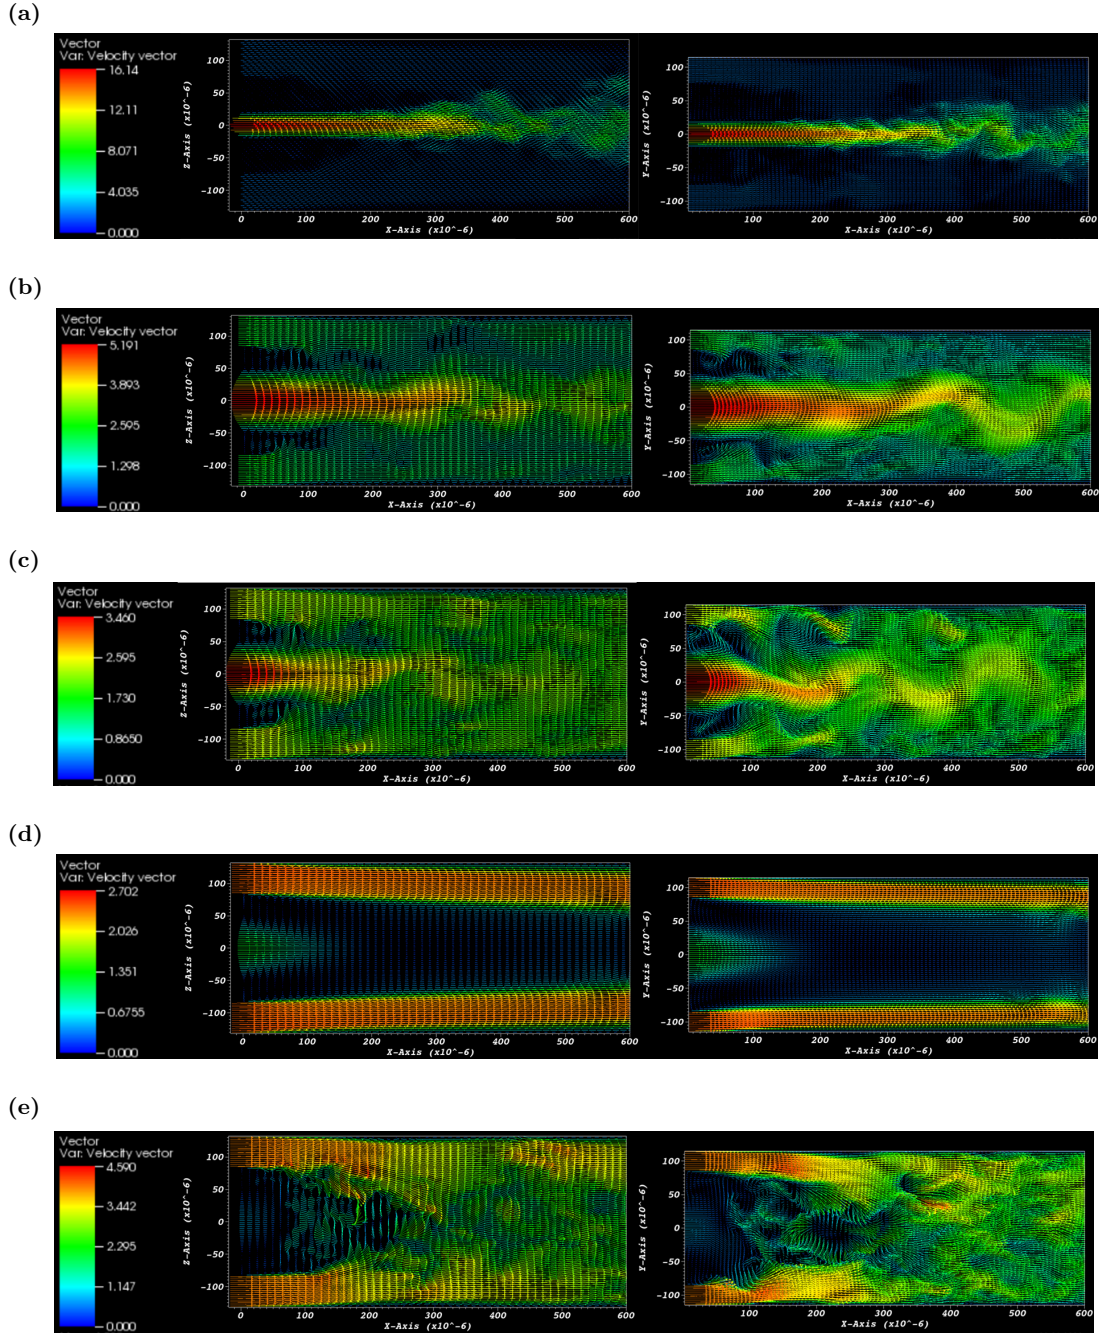 (a)
Vector
Var: Velocity vector
16.14
12.11
8.071
4.035
0.000
Z-Axis (x10^-6)
100
50
0
-50
-100
0 100 200 300 400 500 600
X-Axis (x10^-6)
Y-Axis (x10^-6)
100
50
0
-50
-100
100 200 300 400 500 600
X-Axis (x10^-6)
(b)
Vector
Var: Velocity vector
5.191
3.893
2.595
1.298
0.000
Z-Axis (x10^-6)
100
50
0
-50
-100
0 100 200 300 400 500 600
X-Axis (x10^-6)
Y-Axis (x10^-6)
100
50
0
-50
-100
100 200 300 400 500 600
X-Axis (x10^-6)
(c)
Vector
Var: Velocity vector
3.460
2.595
1.730
0.8650
0.000
Z-Axis (x10^-6)
100
50
0
-50
-100
0 100 200 300 400 500 600
X-Axis (x10^-6)
Y-Axis (x10^-6)
100
50
0
-50
-100
100 200 300 400 500 600
X-Axis (x10^-6)
(d)
Vector
Var: Velocity vector
2.702
2.026
1.351
0.6755
0.000
Z-Axis (x10^-6)
100
50
0
-50
-100
0 100 200 300 400 500 600
X-Axis (x10^-6)
Y-Axis (x10^-6)
100
50
0
-50
-100
100 200 300 400 500 600
X-Axis (x10^-6)
(e)
Vector
Var: Velocity vector
4.590
3.442
2.295
1.147
0.000
Z-Axis (x10^-6)
100
50
0
-50
-100
0 100 200 300 400 500 600
X-Axis (x10^-6)
Y-Axis (x10^-6)
100
50
0
-50
-100
100 200 300 400 500 600
X-Axis (x10^-6)